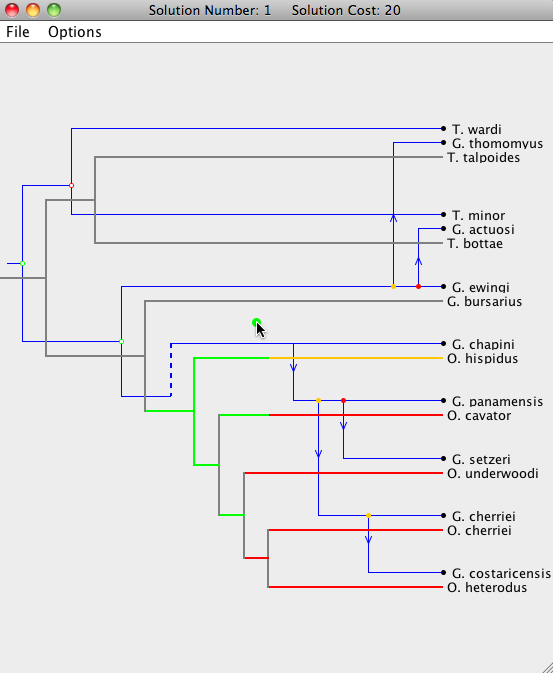 Solution Number: 1 Solution Cost: 20
File Options
T. wardi
G. thomomyus
T. talpoides
T. minor
G. actuosi
T. bottae
G. ewingi
G. bursarius
G. chapini
O. hispidus
G. panamensis
O. cavator
G. setzeri
O. underwoodi
G. cherriei
O. cherriei
G. costaricensis
O. heterodus